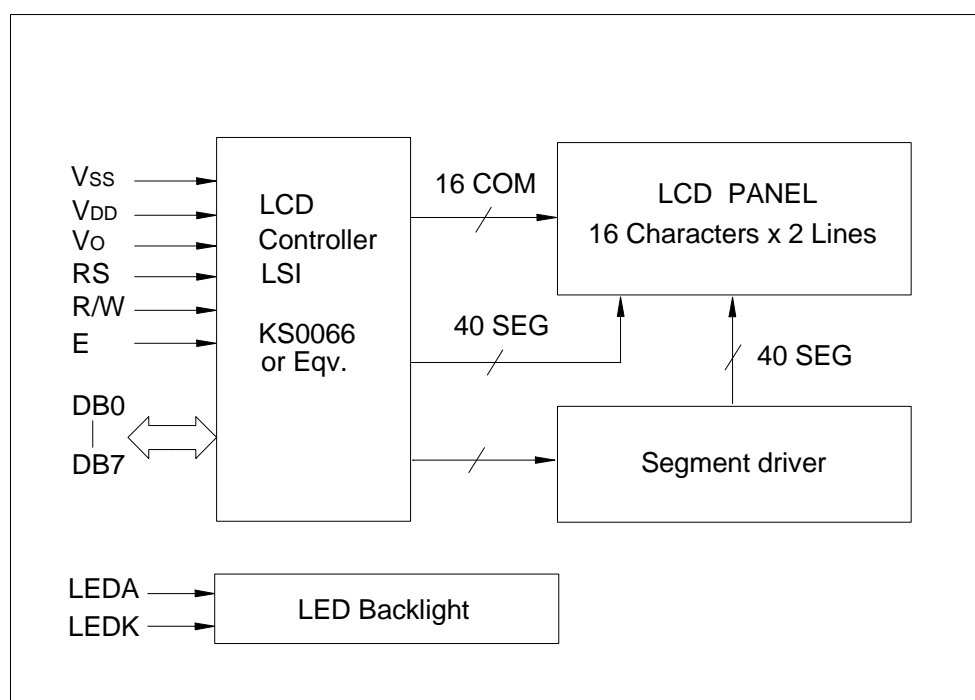 VSS
VDD
VO
RS
R/W
E
DB0
DB7
LCD
Controller
LSI
KS0066
or Eqv.
16 COM
40 SEG
LCD PANEL
16 Characters x 2 Lines
40 SEG
Segment driver
LEDA
LEDK
LED Backlight